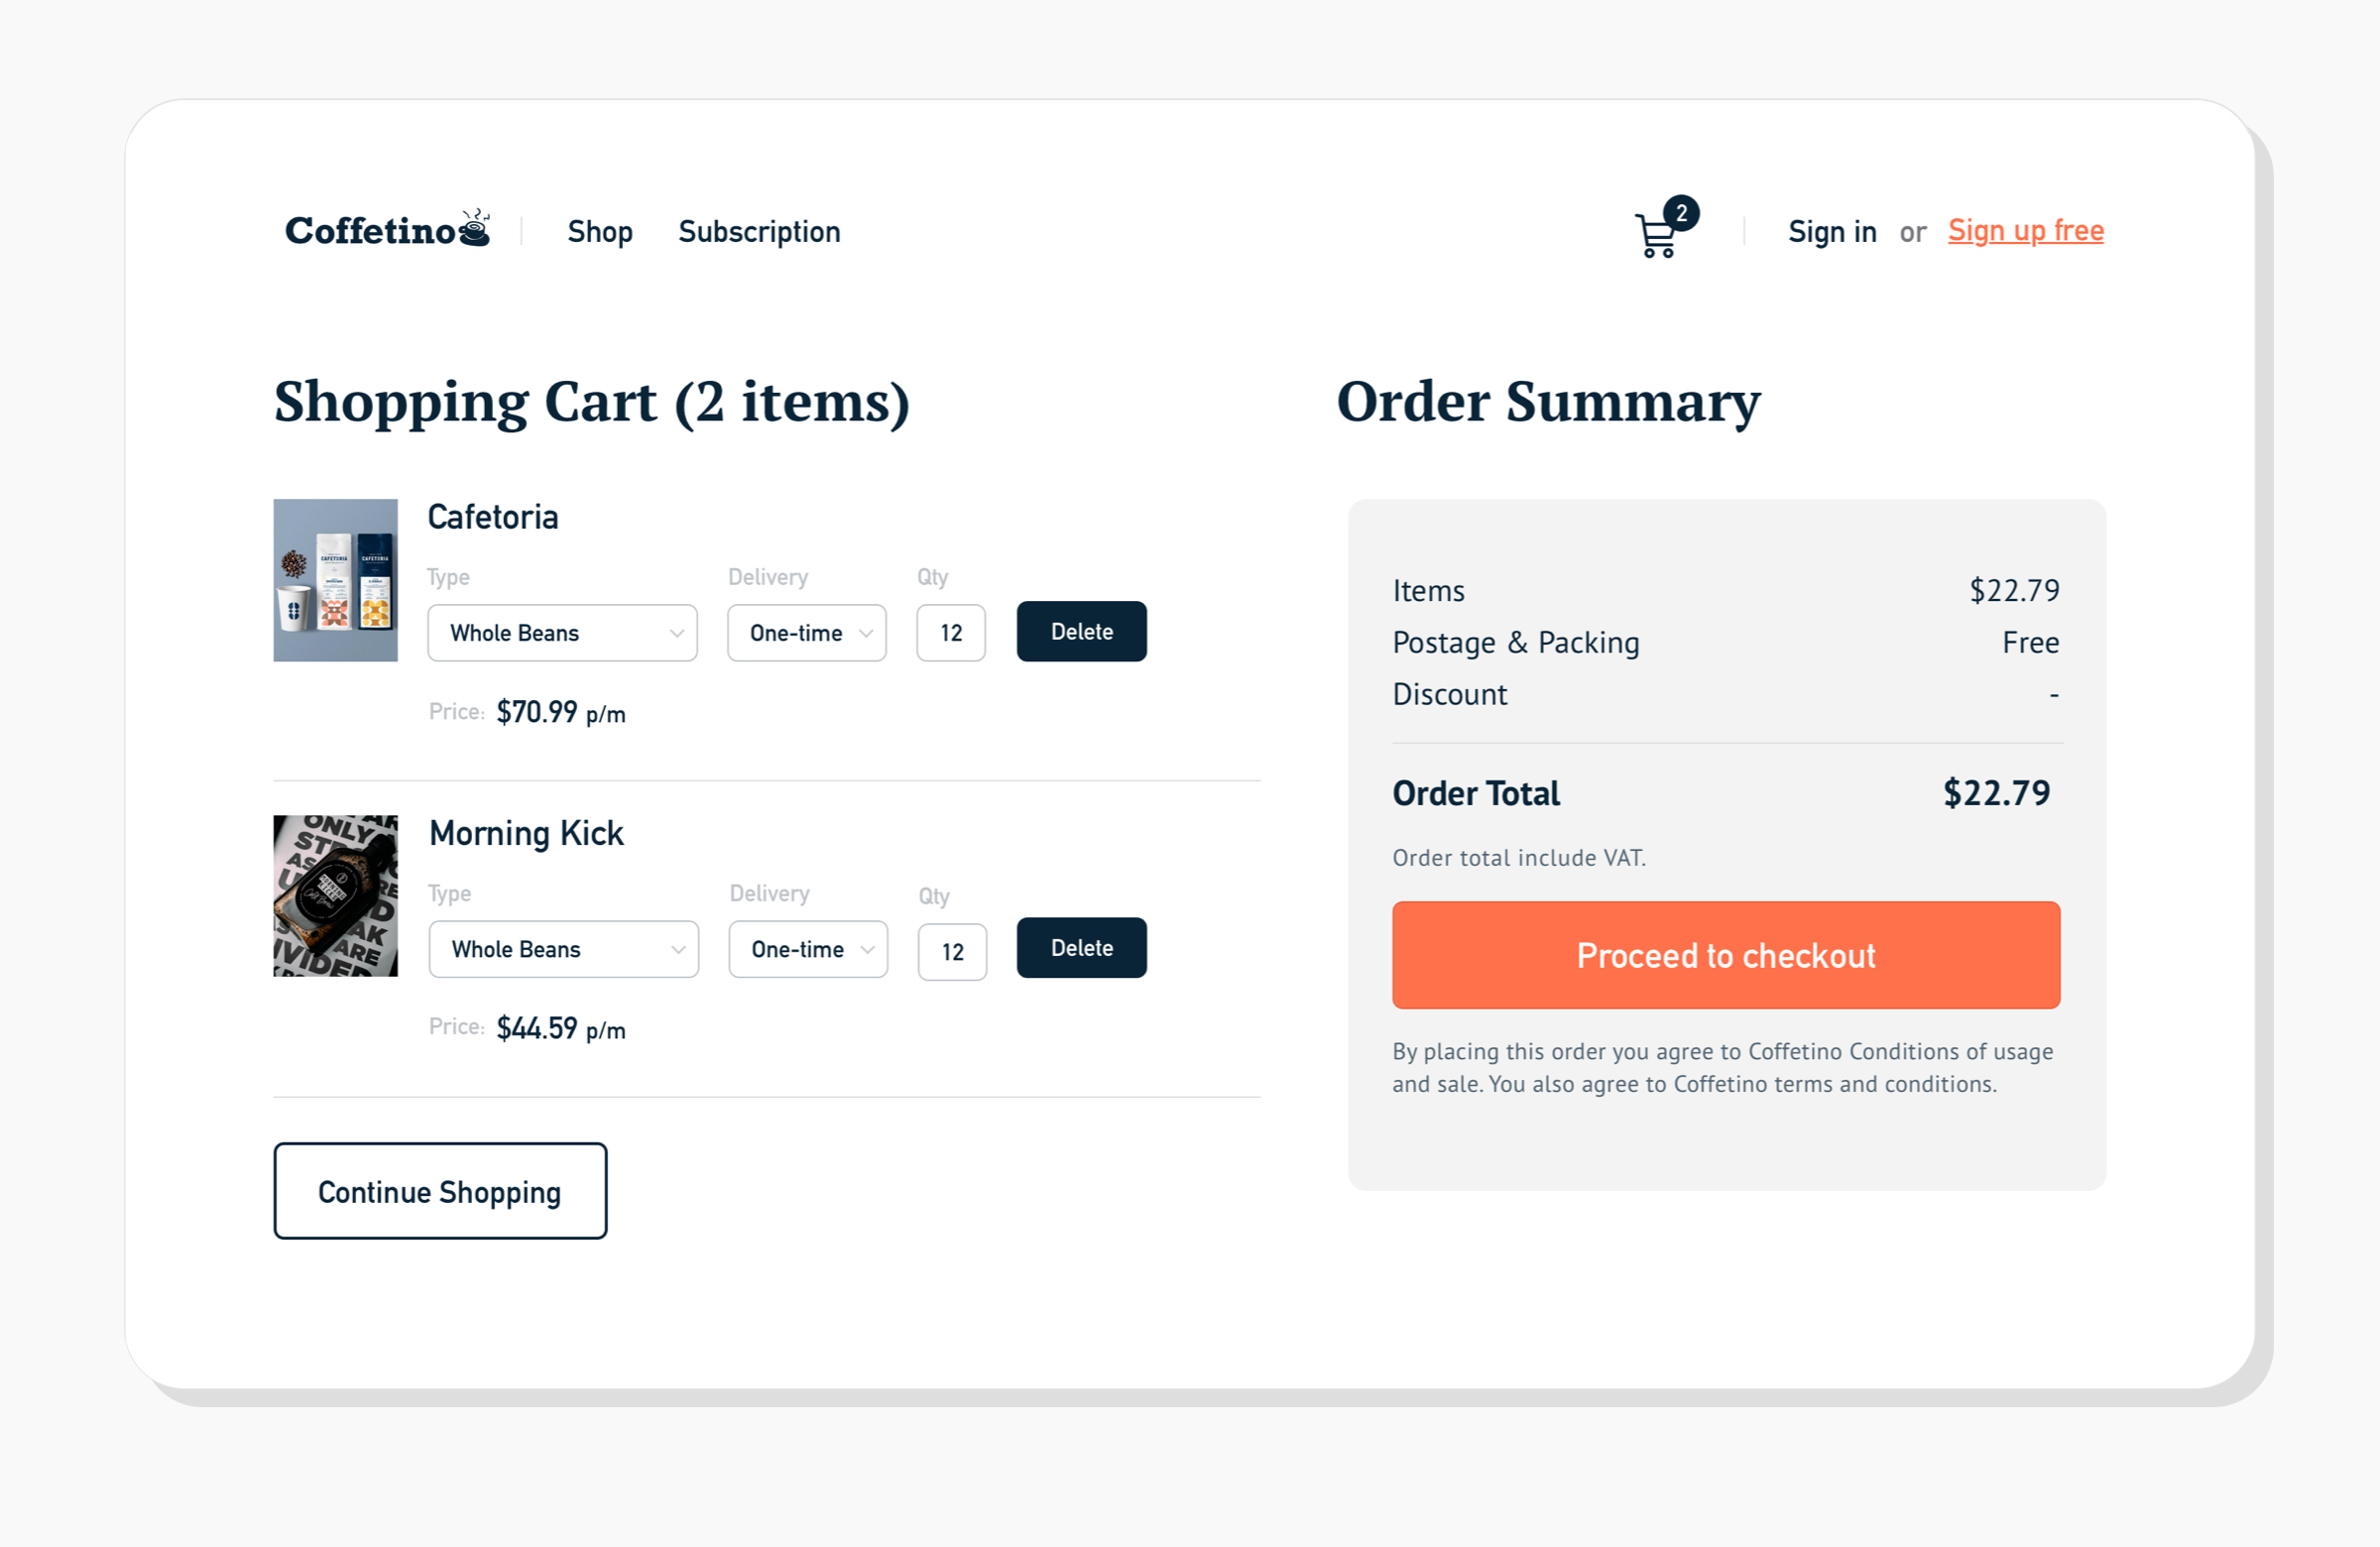 Coffetino
Shop
Subscription
2
Sign in or Sign up free
Shopping Cart (2 items)
CAFETORIA
CAFETORIA
Cafetoria
Type
Delivery
Qty
Whole Beans
One-time
12
Delete
Price: $70.99 p/m
ONLY
Morning Kick
Type
Delivery
Qty
Whole Beans
One-time
12
Delete
Price: $44.59 p/m
Continue Shopping
Order Summary
Items $22.79
Postage & Packing Free
Discount -
Order Total $22.79
Order total include VAT.
Proceed to checkout
By placing this order you agree to Coffetino Conditions of usage
and sale. You also agree to Coffetino terms and conditions.